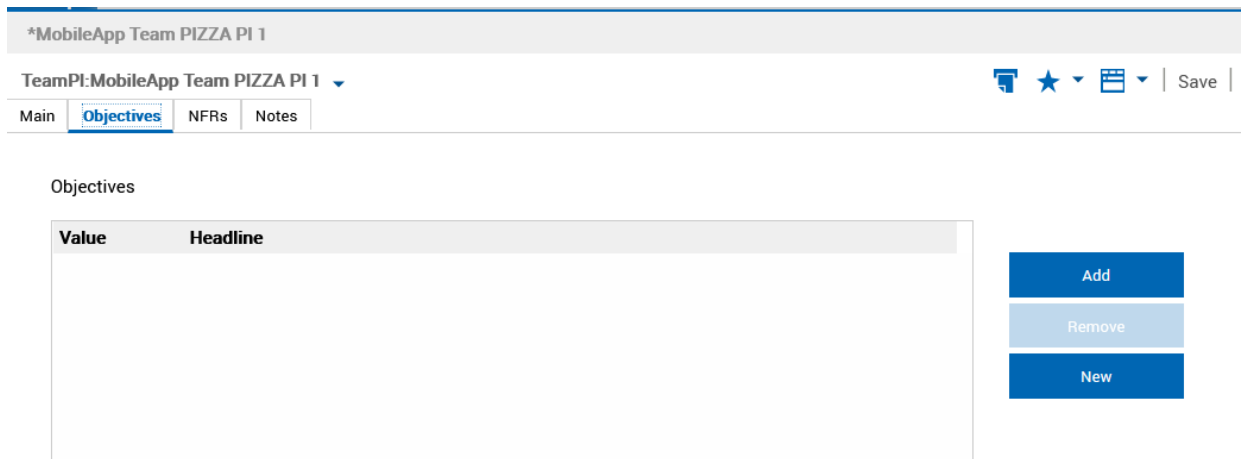 *MobileApp Team PIZZA PI 1
TeamPI:MobileApp Team PIZZA PI 1
Save
Main Objectives NFRs Notes
Objectives
Value Headline
Add
Remove
New